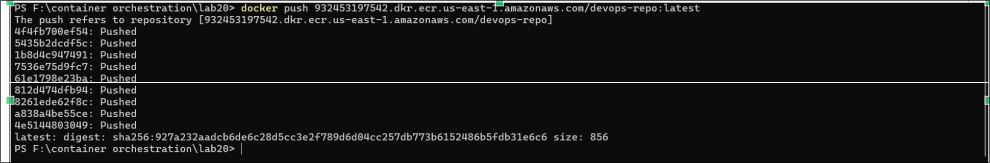 PS F:\container orchestration\lab20> docker push 932453197542.dkr.ecr.us-east-1.amazonaws.com/devops-repo:latest
The push refers to repository [932453197542.dkr.ecr.us-east-1.amazonaws.com/devops-repo]
4f4fb700ef54: Pushed
5435b2dcdf5c: Pushed
1b8d4c947491: Pushed
7536e75d9fc7: Pushed
61e1798e23ba: Pushed
812d474dfb94: Pushed
8261ede62f8c: Pushed
a838a4be55ce: Pushed
4e5144803049: Pushed
latest: digest: sha256:927a232aadcb6de6c28d5cc3e2f789d6d04cc257db773b6152486b5fdb31e6c6 size: 856
PS F:\container orchestration\lab20>